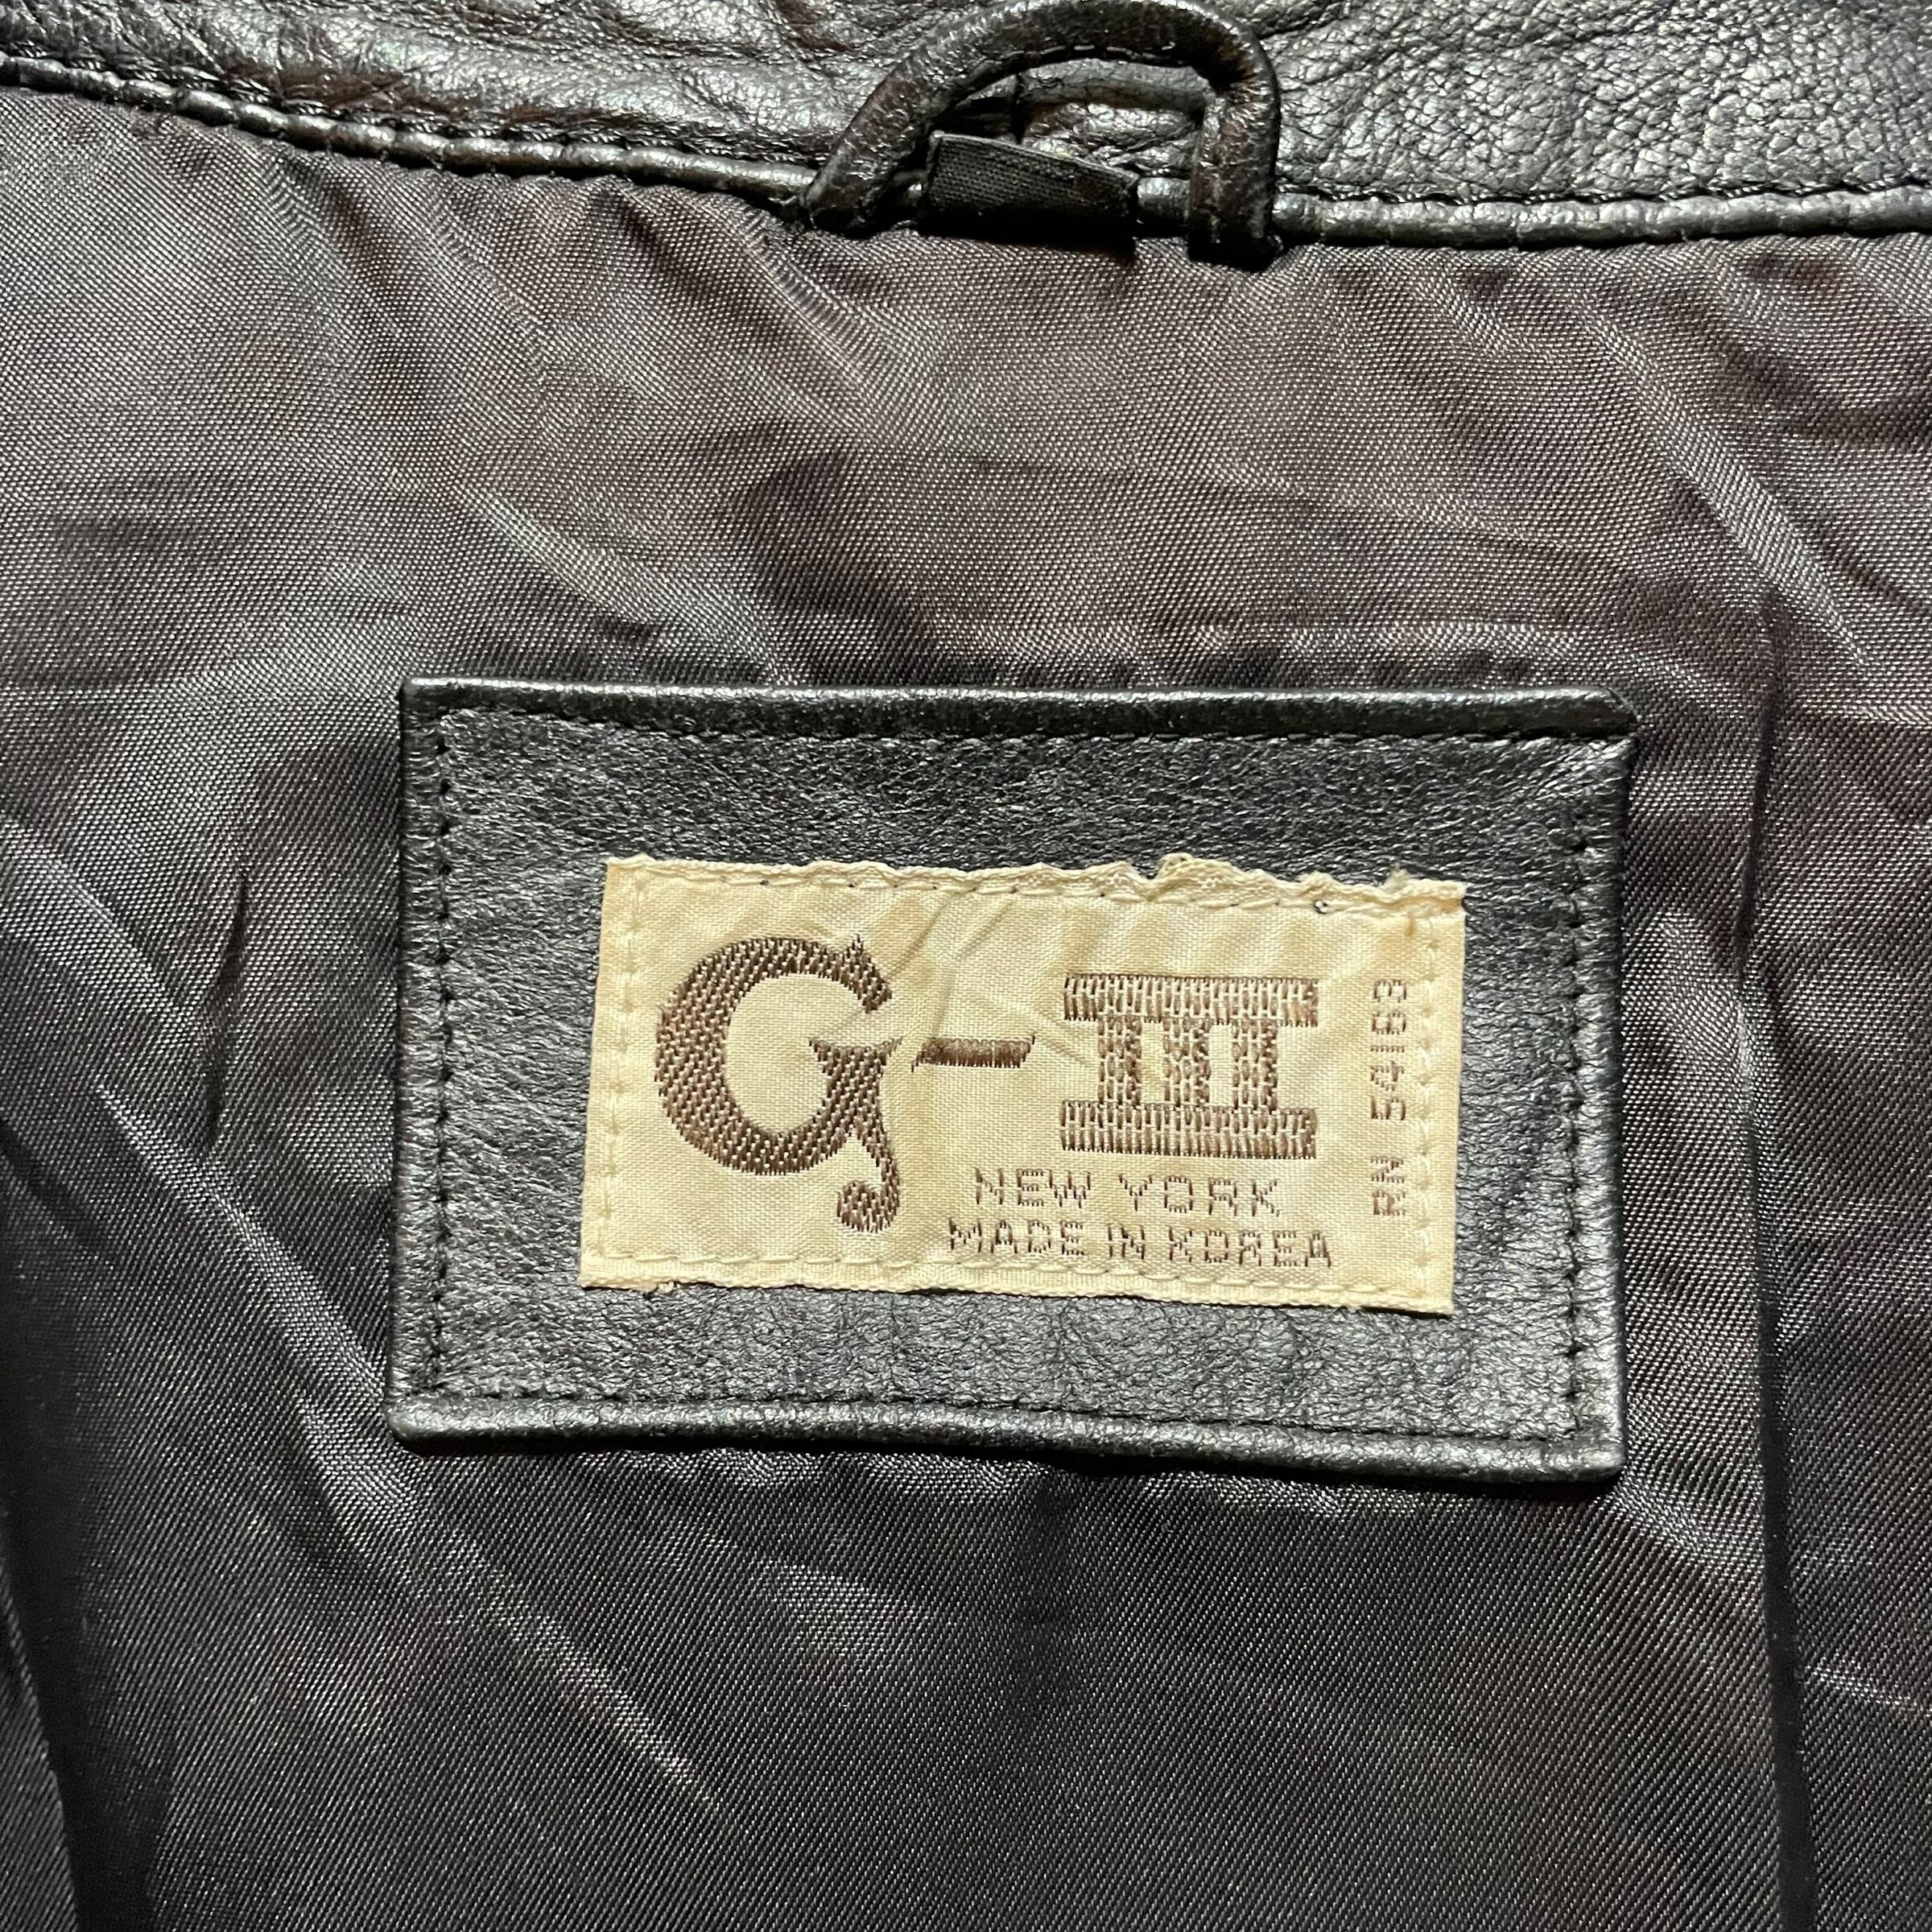 G-III
NEW YORK
MADE IN KOREA
RN 54163